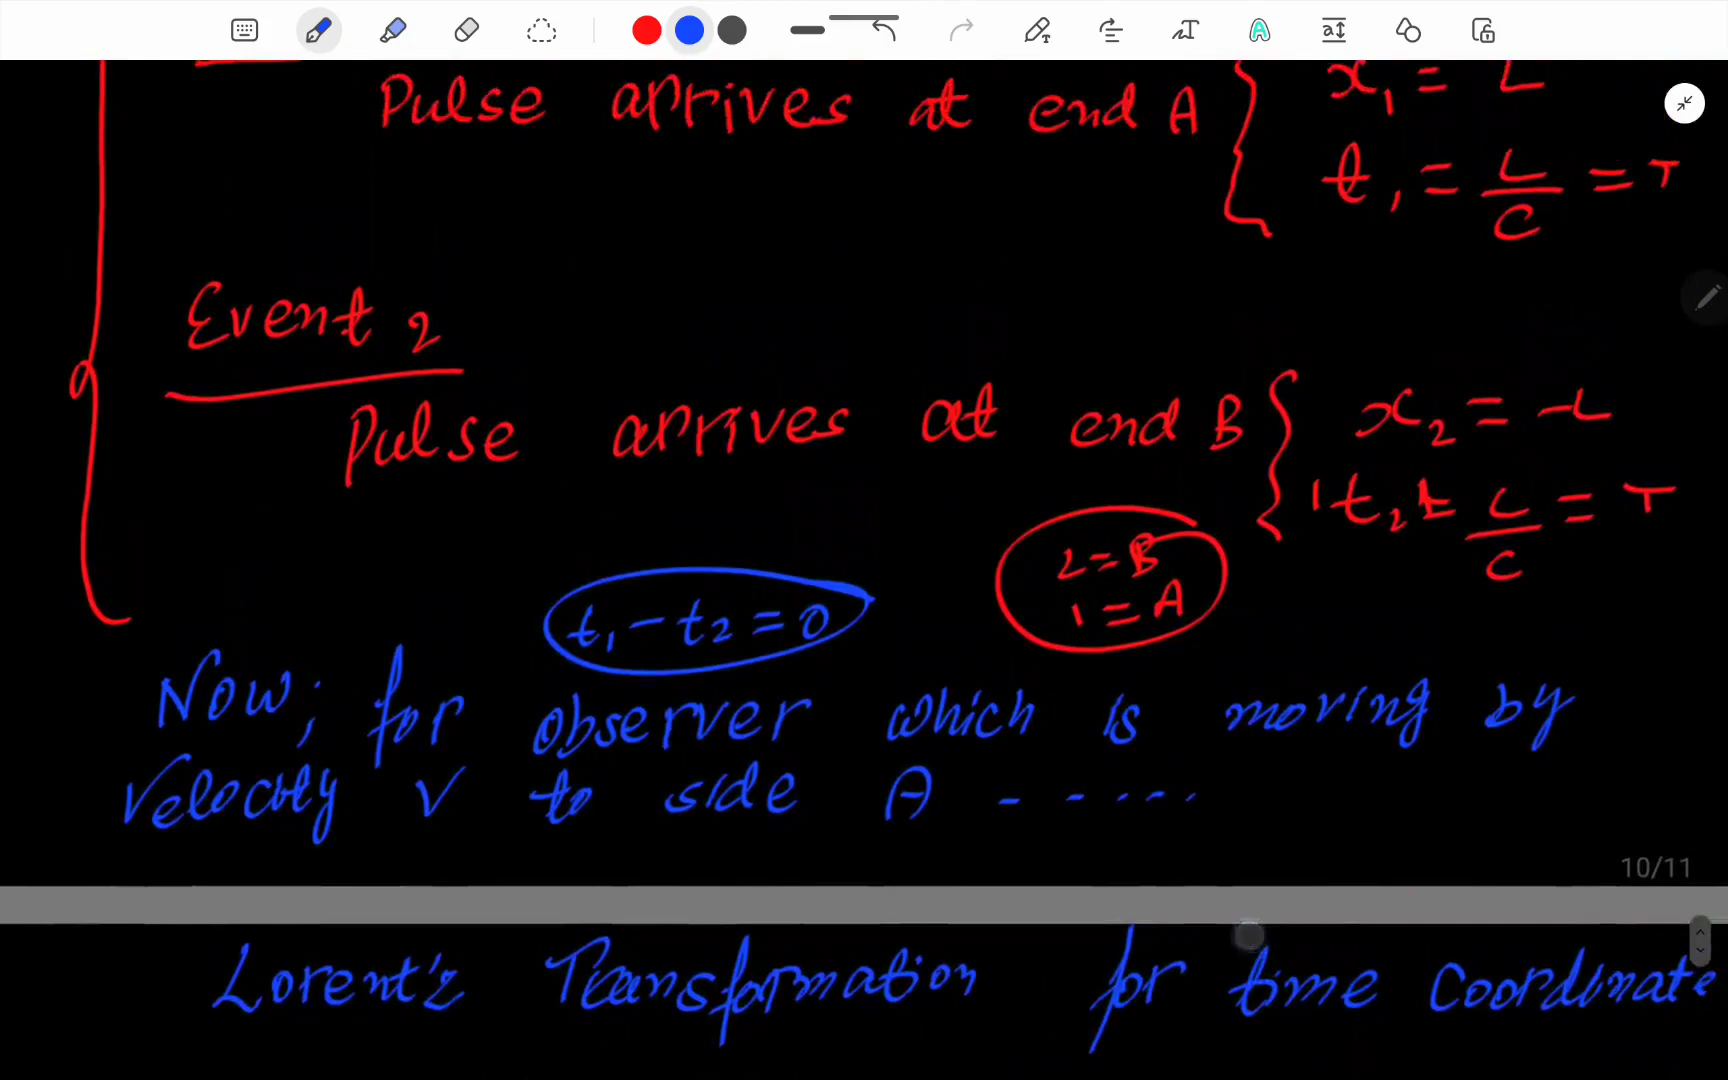 x₁ = L
Pulse arrives at end A
t₁ = L/C = T
Event 2
Pulse arrives at end B
x₂ = -L
t₂ = L/C = T
2 = B
1 = A
t₁ - t₂ = 0
Now, for observer which is moving by
Velocity V to side A - - - - -
10/11
Lorent'z Transformation for time Coordinate